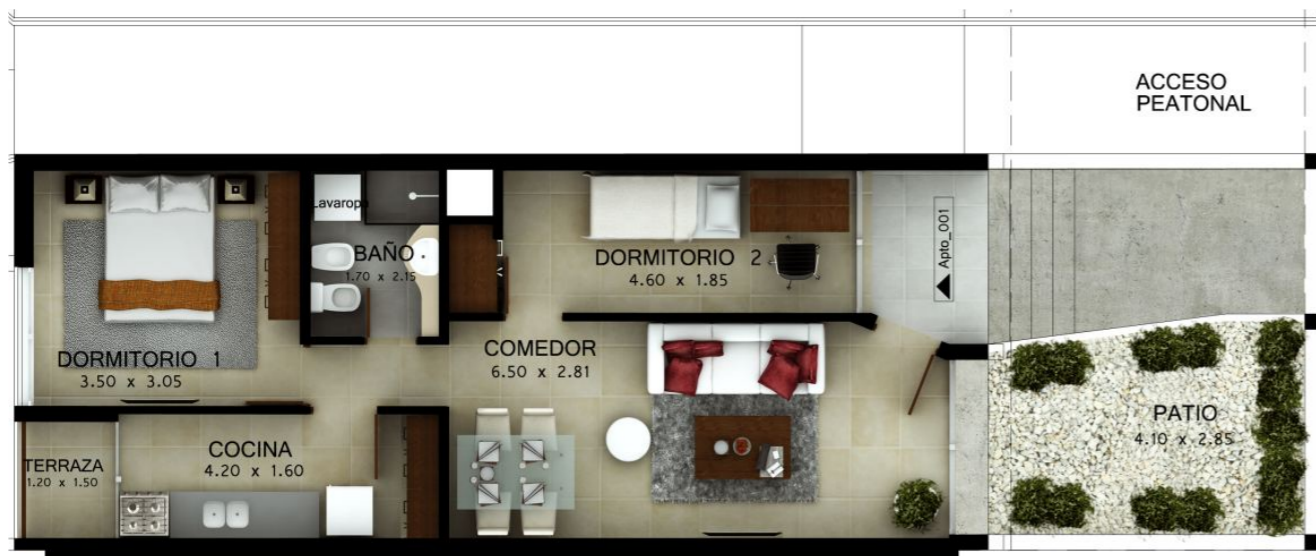 ACCESO
PEATONAL
Lavaropa
BAÑO
1.70 x 2.15
DORMITORIO 2
4.60 x 1.85
Apto_001
DORMITORIO 1
3.50 x 3.05
COMEDOR
6.50 x 2.81
PATIO
4.10 x 2.85
COCINA
4.20 x 1.60
TERRAZA
1.20 x 1.50